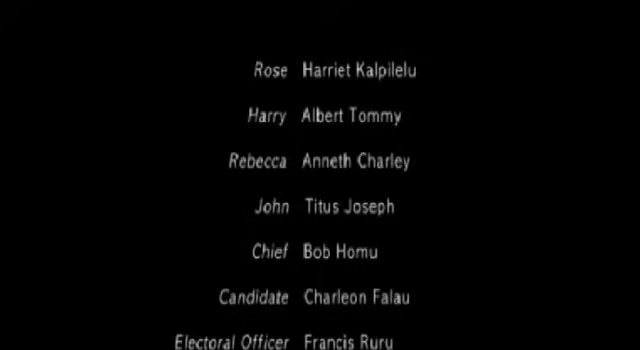 Rose Harriet Kalpilelu
Harry Albert Tommy
Rebecca Anneth Charley
John Titus Joseph
Chief Bob Homu
Candidate Charleon Falau
Electoral Officer Francis Ruru